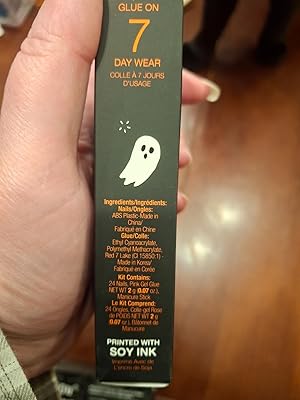 GLUE ON
7
DAY WEAR
COLLE À 7 JOURS
D'USAGE
Ingredients/Ingrédients:
Nails/Ongles:
ABS Plastic-Made in
China/
Fabriqué en Chine
Glue/Colle:
Ethyl Cyanoacrylate,
Polymethyl Methacrylate,
Red 7 Lake (CI 15850:1) -
Made in Korea/
Fabriqué en Corée
Kit Contains:
24 Nails, Pink Gel Glue
NET WT 2 g (0.07 oz.),
Manicure Stick
Le Kit Comprend:
24 Ongles, Colle-gel Rose
de POIDS NET WT 2 g
(0.07 oz.), Bâtonnet de
Manucure
PRINTED WITH
SOY INK
Imprimé Avec de
L'encre de Soja